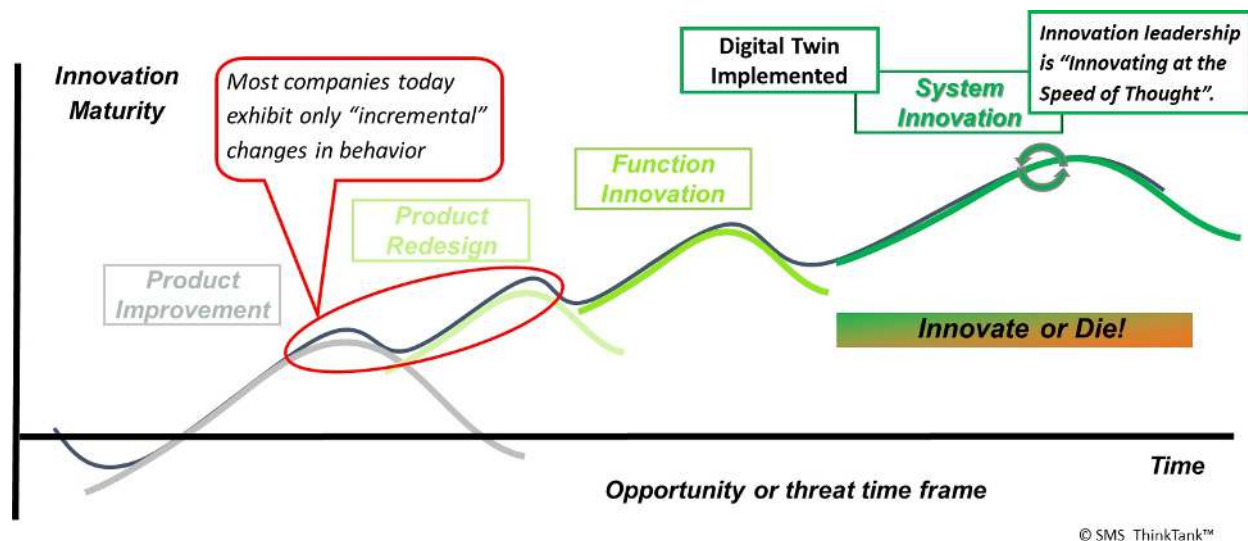 Innovation
Maturity
Most companies today
exhibit only “incremental”
changes in behavior
Digital Twin
Implemented
System
Innovation
Innovation leadership
is “Innovating at the
Speed of Thought”.
Function
Innovation
Product
Redesign
Product
Improvement
Innovate or Die!
Time
Opportunity or threat time frame
© SMS_ThinkTank™